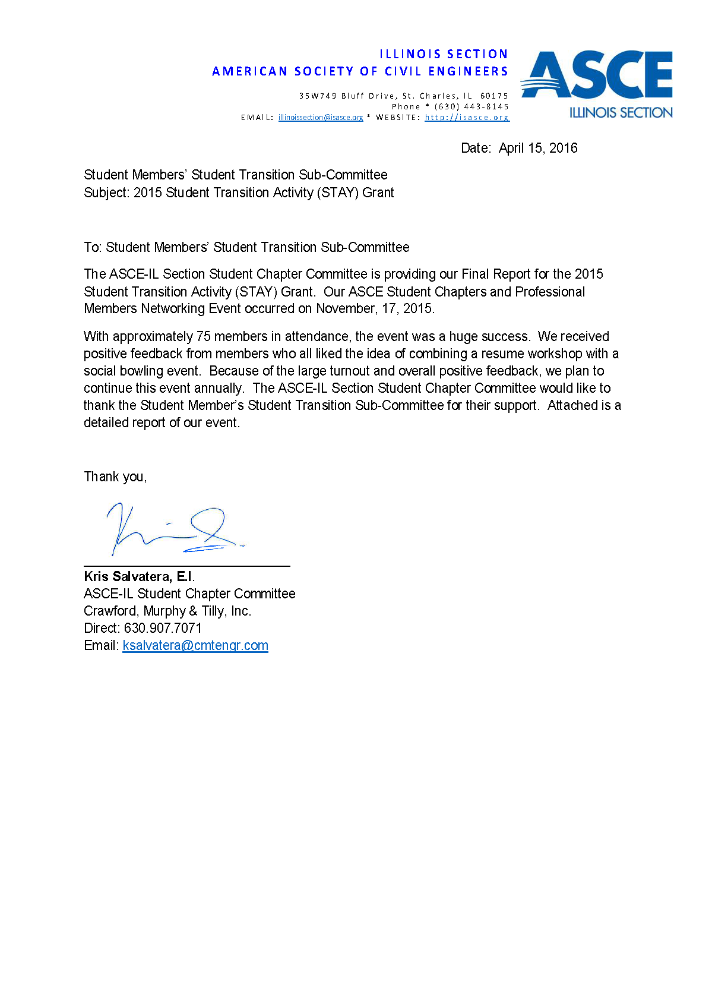 ILLINOIS SECTION
AMERICAN SOCIETY OF CIVIL ENGINEERS
35W749 Bluff Drive, St. Charles, IL  60175
Phone * (630) 443-8145
EMAIL: illinoissection@isasce.org * WEBSITE: http://isasce.org
ASCE
ILLINOIS SECTION
Date:  April 15, 2016
Student Members’ Student Transition Sub-Committee
Subject: 2015 Student Transition Activity (STAY) Grant
To: Student Members’ Student Transition Sub-Committee
The ASCE-IL Section Student Chapter Committee is providing our Final Report for the 2015
Student Transition Activity (STAY) Grant.  Our ASCE Student Chapters and Professional
Members Networking Event occurred on November, 17, 2015.
With approximately 75 members in attendance, the event was a huge success.  We received
positive feedback from members who all liked the idea of combining a resume workshop with a
social bowling event.  Because of the large turnout and overall positive feedback, we plan to
continue this event annually.  The ASCE-IL Section Student Chapter Committee would like to
thank the Student Member’s Student Transition Sub-Committee for their support.  Attached is a
detailed report of our event.
Thank you,
Kris Salvatera, E.I.
ASCE-IL Student Chapter Committee
Crawford, Murphy & Tilly, Inc.
Direct: 630.907.7071
Email: ksalvatera@cmtengr.com